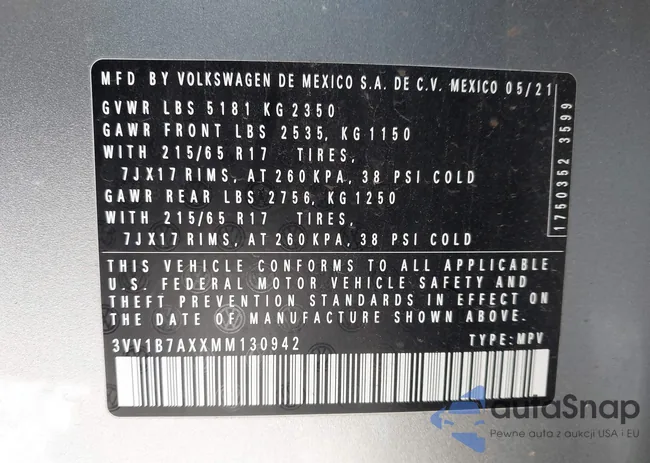 MFD BY VOLKSWAGEN DE MEXICO S.A. DE C.V. MEXICO 05/21
GVWR LBS 5181 KG 2350
GAWR FRONT LBS 2535, KG 1150
WITH 215/65 R17 TIRES,
7JX17 RIMS, AT 260 KPA, 38 PSI COLD
GAWR REAR LBS 2756, KG 1250
WITH 215/65 R17 TIRES,
7JX17 RIMS, AT 260 KPA, 38 PSI COLD
THIS VEHICLE CONFORMS TO ALL APPLICABLE
U.S. FEDERAL MOTOR VEHICLE SAFETY AND
THEFT PREVENTION STANDARDS IN EFFECT ON
THE DATE OF MANUFACTURE SHOWN ABOVE.
3VV1B7AXXMM130942 TYPE: MPV
1750352 3599
autaSnap
Pewne auta z aukcji USA i EU